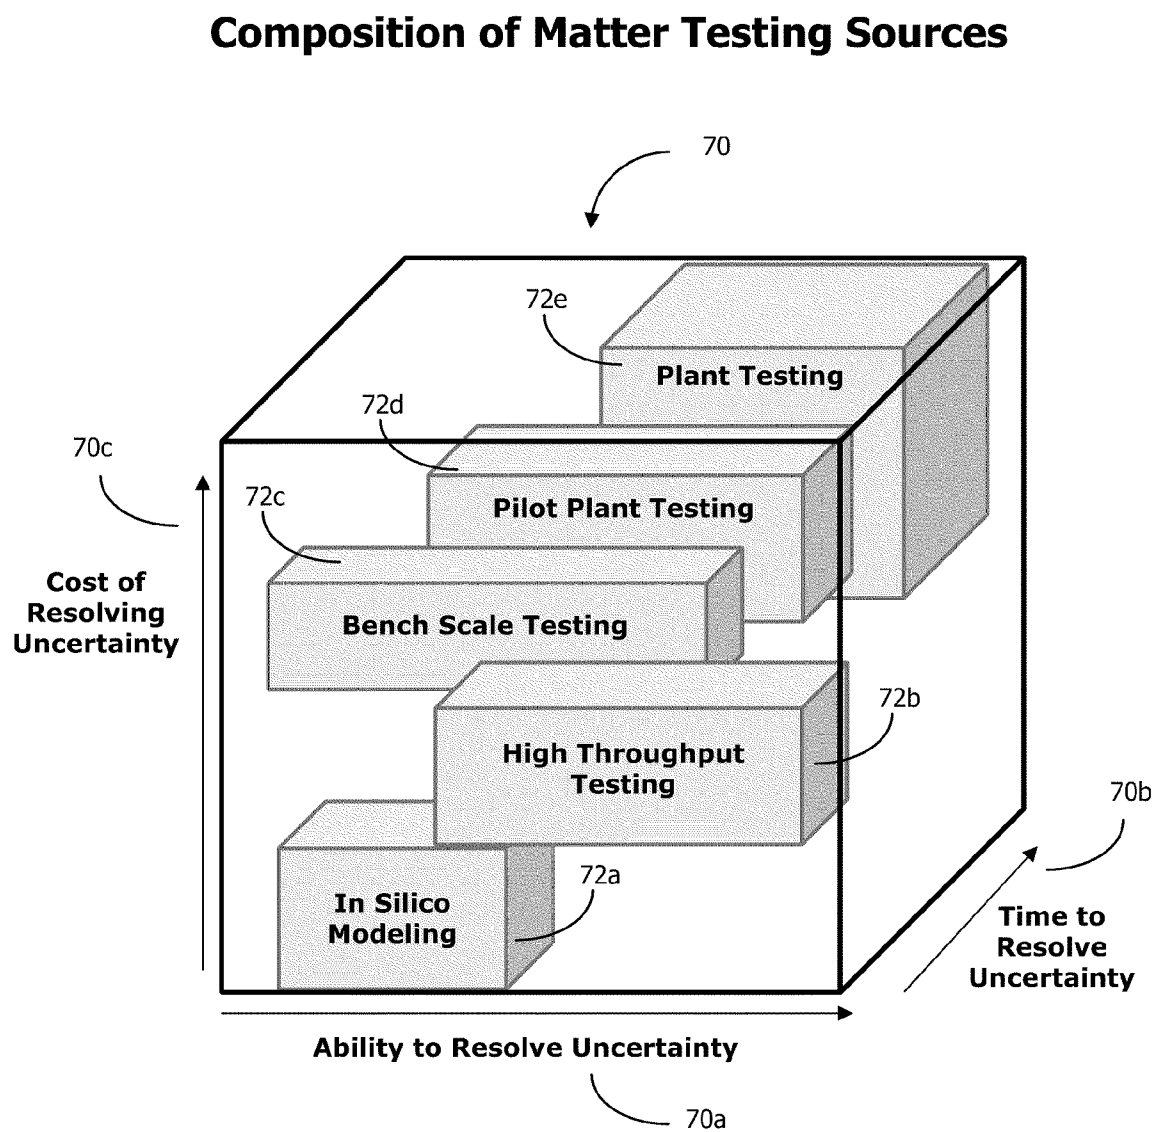 Composition of Matter Testing Sources
70
72e
Plant Testing
72d
70c
72c
Pilot Plant Testing
Cost of
Resolving
Uncertainty
Bench Scale Testing
72b
High Throughput
Testing
70b
72a
In Silico
Modeling
Time to
Resolve
Uncertainty
Ability to Resolve Uncertainty
70a